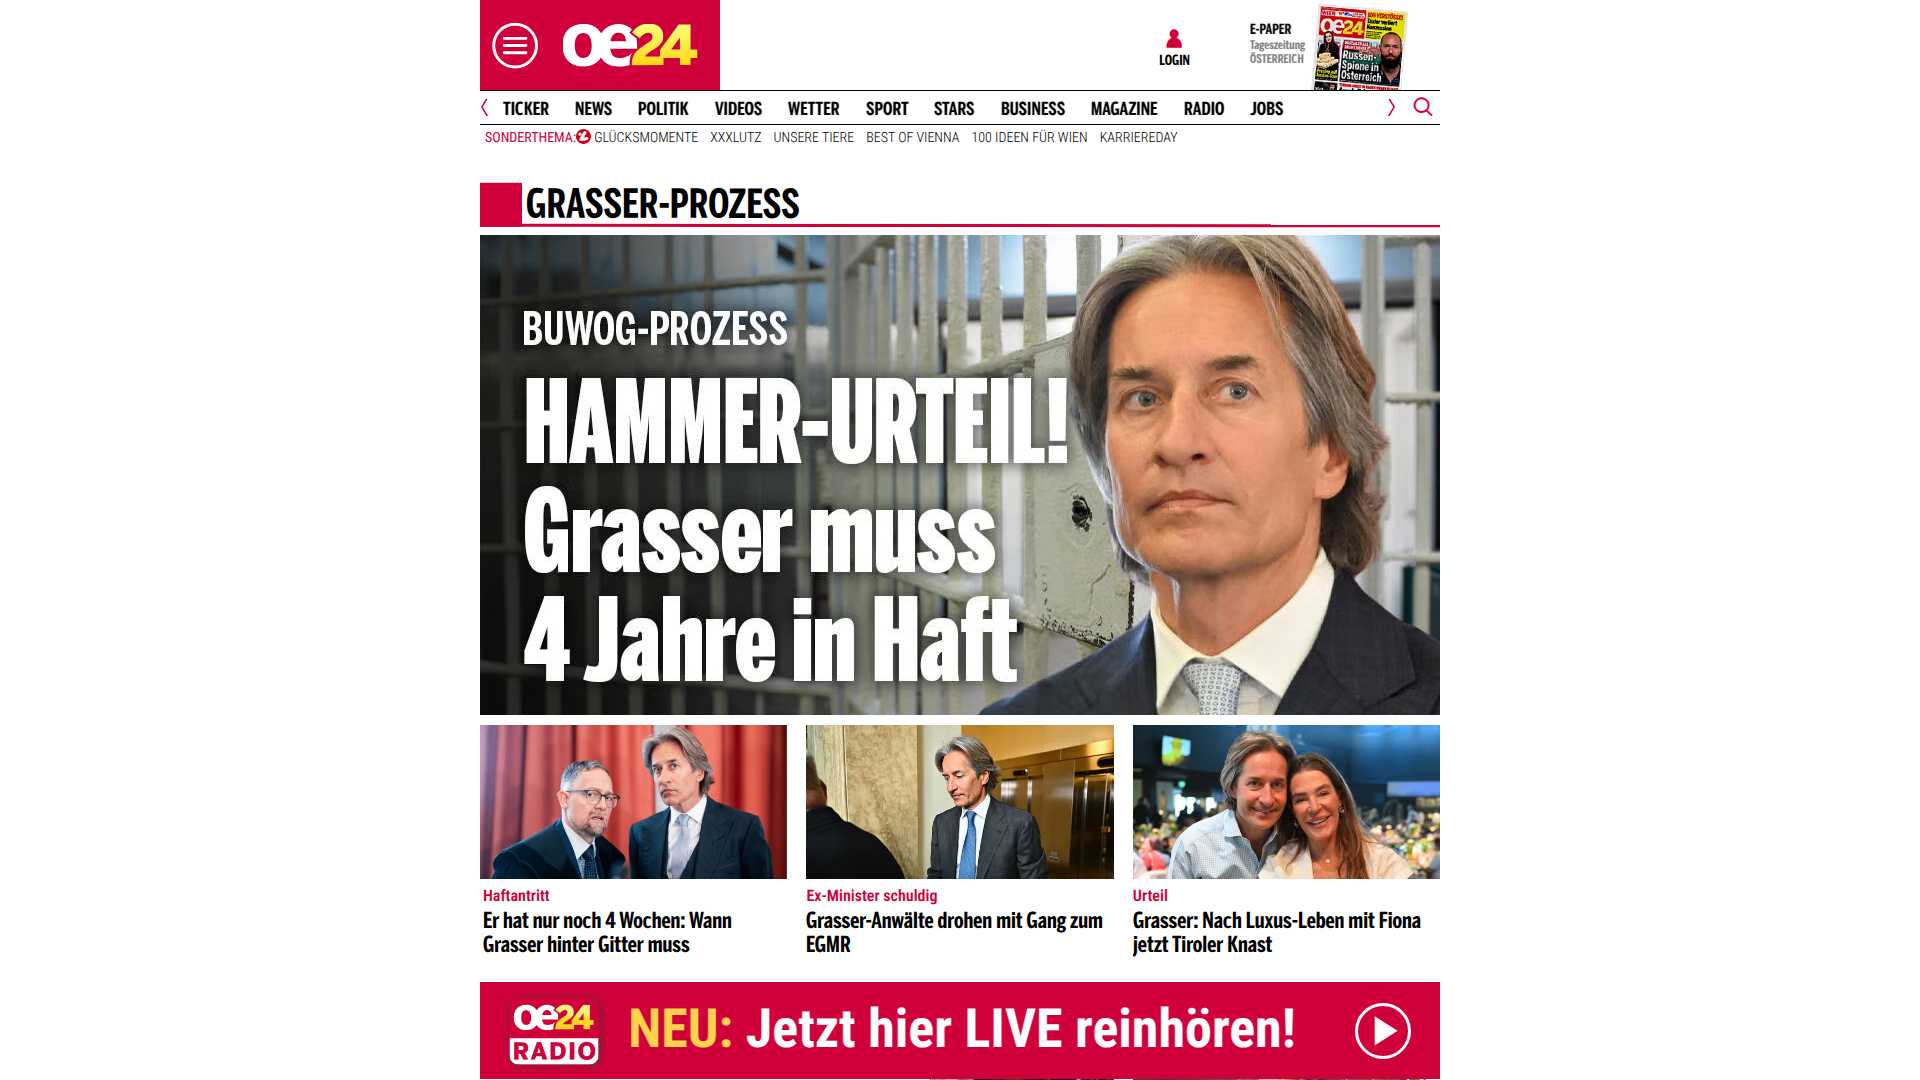 oe24
LOGIN
E-PAPER
Tageszeitung
ÖSTERREICH
oe24
Russen-
Spione in
Österreich
TICKER NEWS POLITIK VIDEOS WETTER SPORT STARS BUSINESS MAGAZINE RADIO JOBS
SONDERTHEMA: GLÜCKSMOMENTE XXXLUTZ UNSERE TIERE BEST OF VIENNA 100 IDEEN FÜR WIEN KARRIEREDAY
GRASSER-PROZESS
BUWOG-PROZESS
HAMMER-URTEIL!
Grasser muss
4 Jahre in Haft
Haftantritt
Er hat nur noch 4 Wochen: Wann
Grasser hinter Gitter muss
Ex-Minister schuldig
Grasser-Anwälte drohen mit Gang zum
EGMR
Urteil
Grasser: Nach Luxus-Leben mit Fiona
jetzt Tiroler Knast
oe24
RADIO
NEU: Jetzt hier LIVE reinhören!